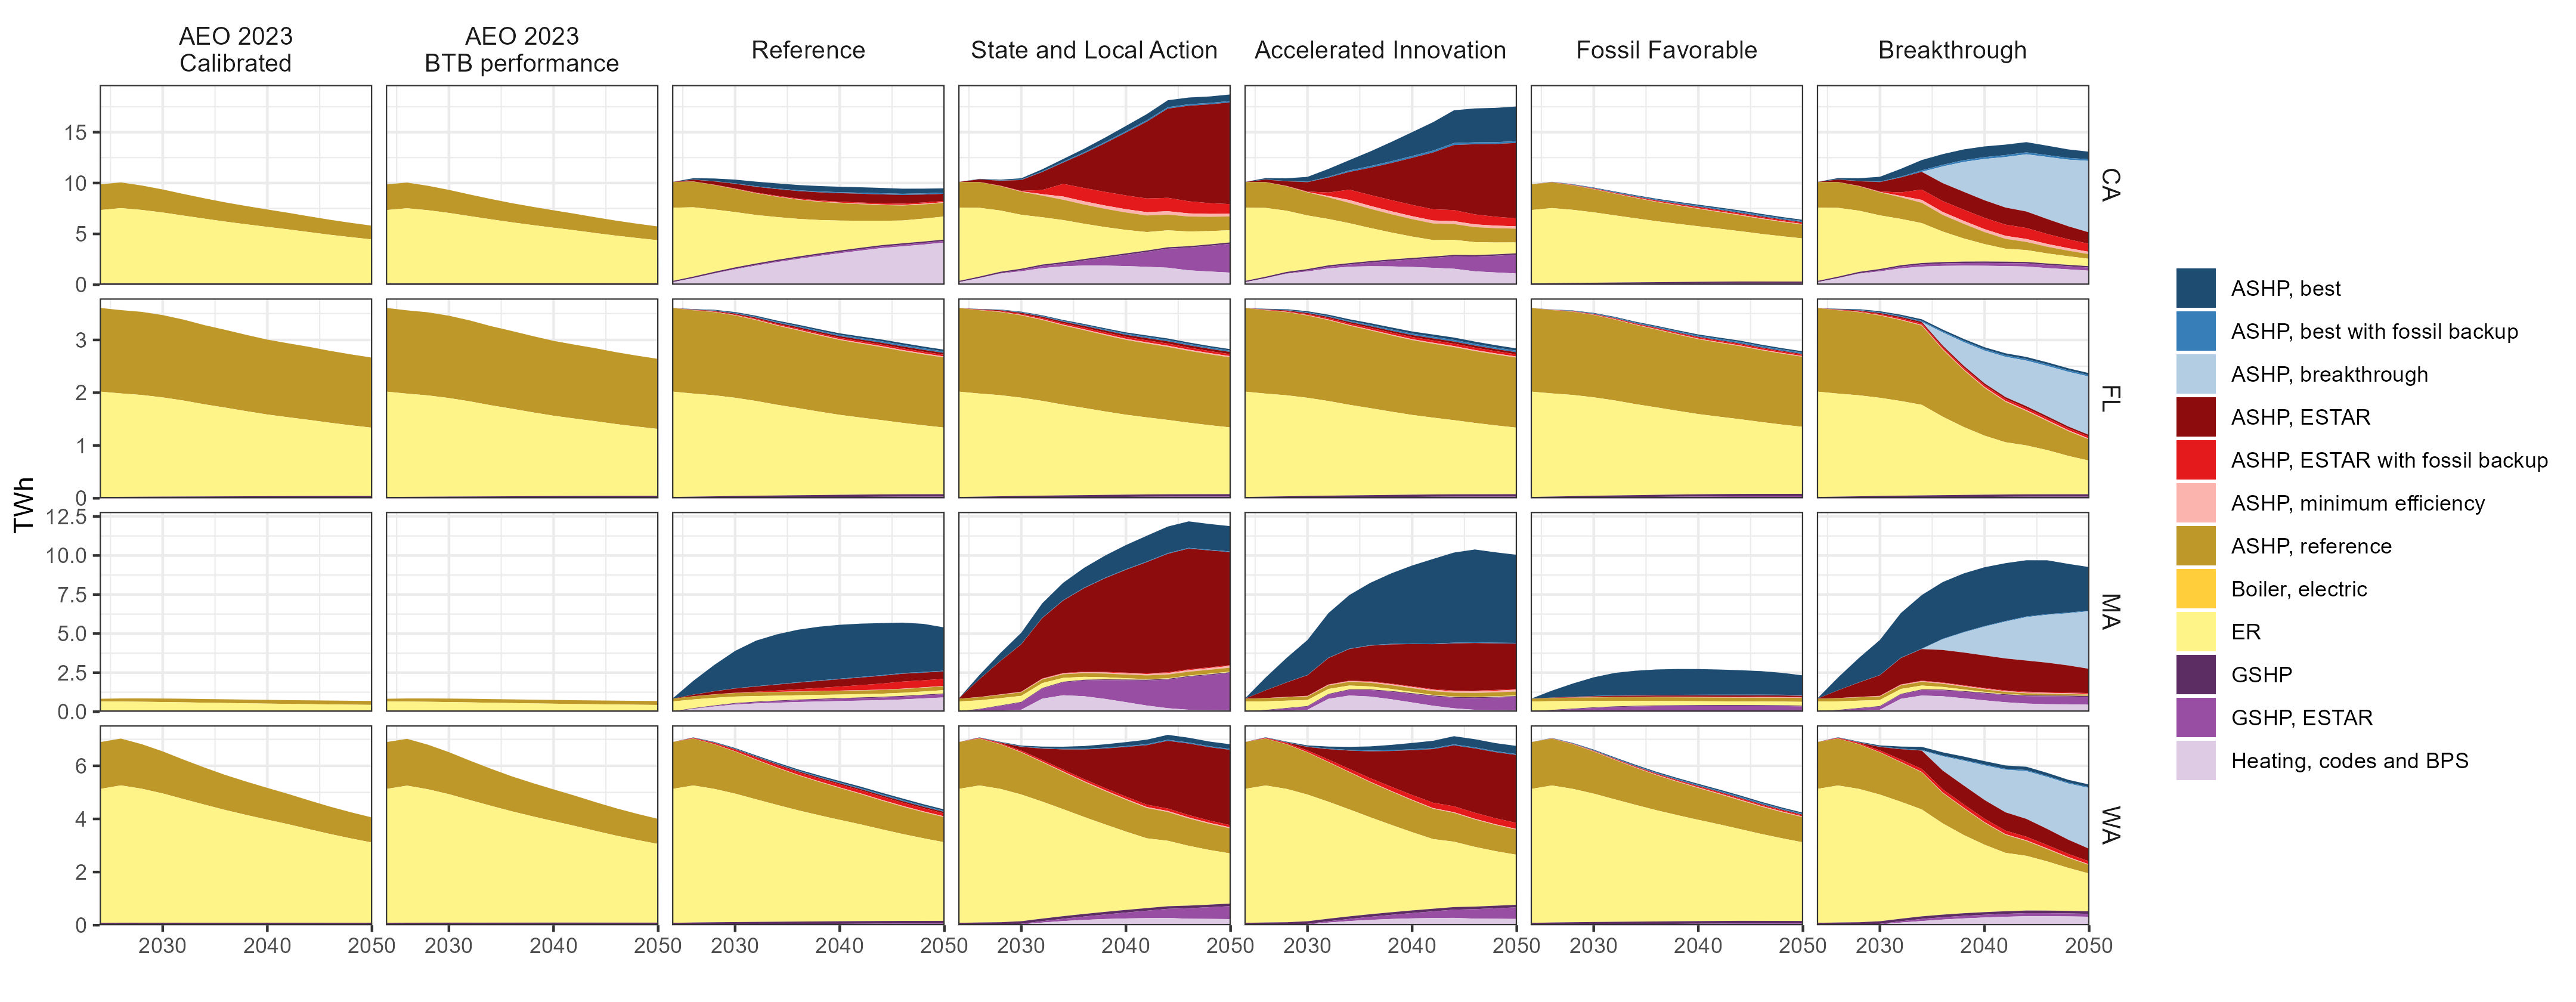 AEO 2023
Calibrated
AEO 2023
BTB performance
Reference
State and Local Action
Accelerated Innovation
Fossil Favorable
Breakthrough
TWh
15
10
5
0
CA
3
2
1
0
FL
12.5
10.0
7.5
5.0
2.5
0.0
MA
6
4
2
0
WA
2030 2040 2050
2030 2040 2050
2030 2040 2050
2030 2040 2050
2030 2040 2050
2030 2040 2050
2030 2040 2050
ASHP, best
ASHP, best with fossil backup
ASHP, breakthrough
ASHP, ESTAR
ASHP, ESTAR with fossil backup
ASHP, minimum efficiency
ASHP, reference
Boiler, electric
ER
GSHP
GSHP, ESTAR
Heating, codes and BPS